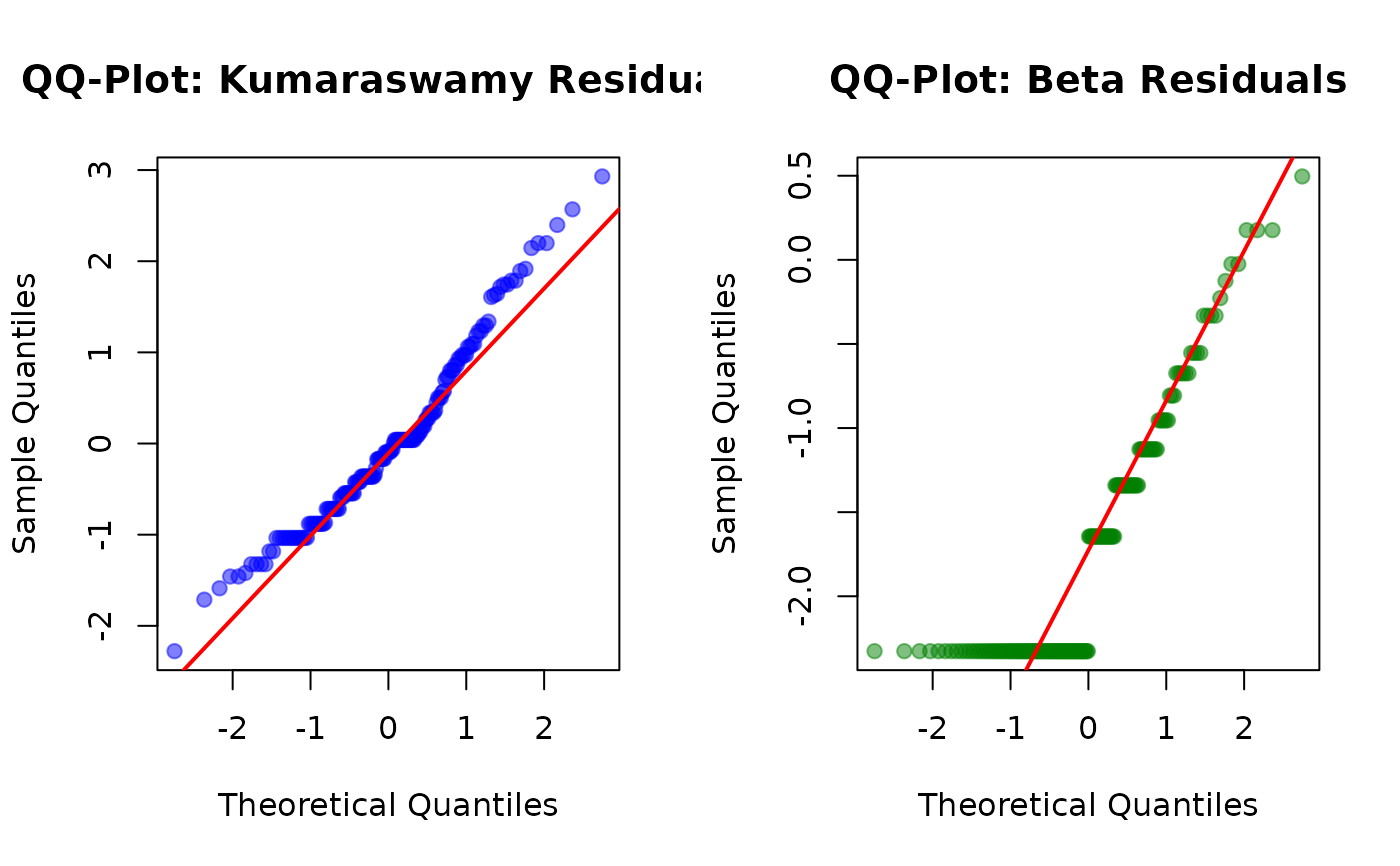 QQ-Plot: Kumaraswamy Residua
Sample Quantiles
3
2
1
0
-1
-2
-2 -1 0 1 2
Theoretical Quantiles
QQ-Plot: Beta Residuals
Sample Quantiles
0.5
0.0
-1.0
-2.0
-2 -1 0 1 2
Theoretical Quantiles